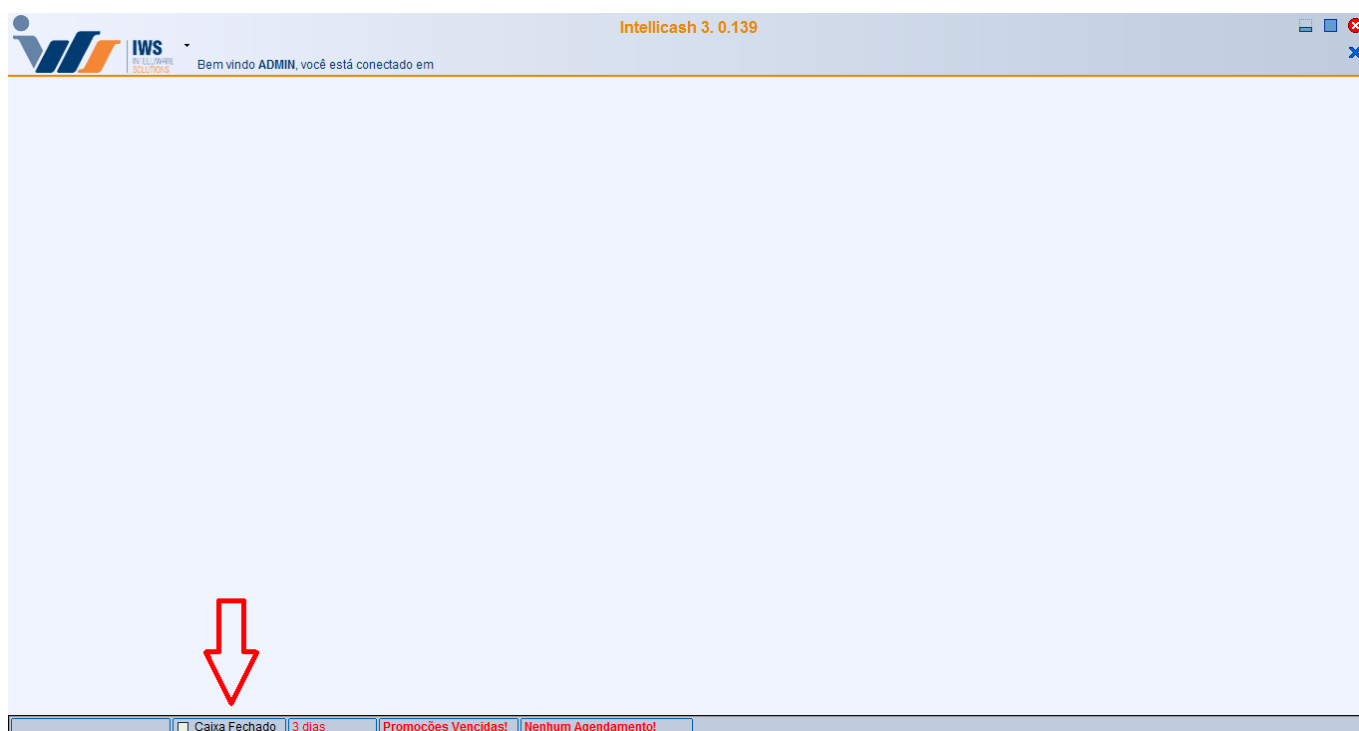 Intellicash 3. 0.139
IWS
INTELLIWARE
SOLUTIONS
Bem vindo ADMIN, você está conectado em
Caixa Fechado
3 dias
Promoções Vencidas!
Nenhum Agendamento!